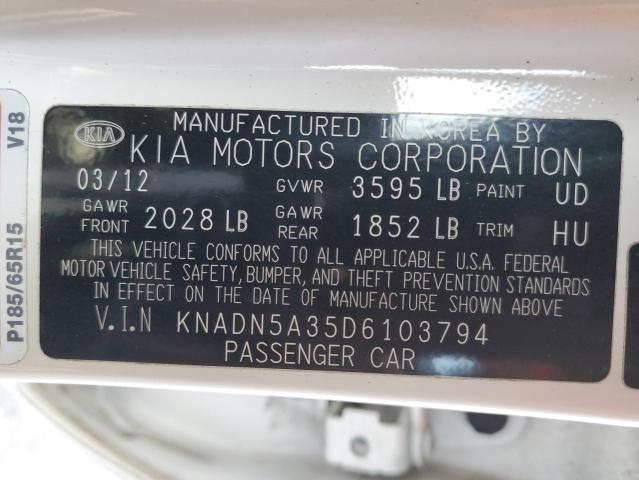 V18
P185/65R15
KIA
MANUFACTURED IN KOREA BY
KIA MOTORS CORPORATION
03/12 GVWR 3595 LB PAINT UD
GAWR FRONT 2028 LB GAWR REAR 1852 LB TRIM HU
THIS VEHICLE CONFORMS TO ALL APPLICABLE U.S.A. FEDERAL
MOTOR VEHICLE SAFETY, BUMPER, AND THEFT PREVENTION STANDARDS
IN EFFECT ON THE DATE OF MANUFACTURE SHOWN ABOVE
V.I.N KNADN5A35D6103794
PASSENGER CAR